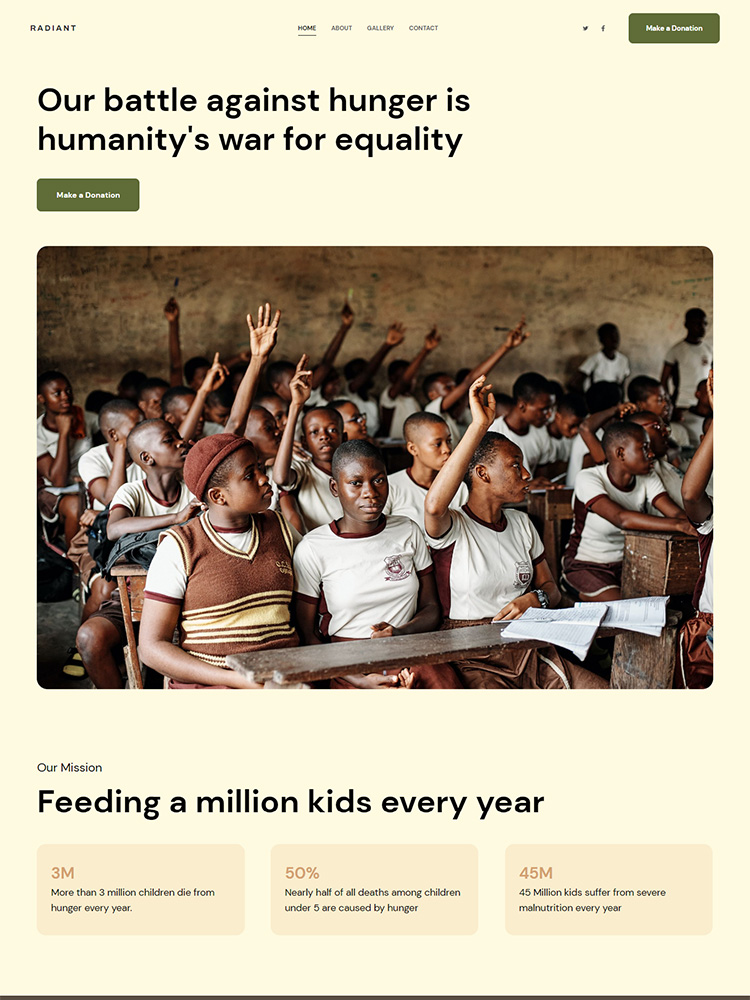 RADIANT
HOME ABOUT GALLERY CONTACT
Make a Donation
Our battle against hunger is
humanity's war for equality
Make a Donation
Our Mission
Feeding a million kids every year
3M
More than 3 million children die from
hunger every year.
50%
Nearly half of all deaths among children
under 5 are caused by hunger
45M
45 Million kids suffer from severe
malnutrition every year